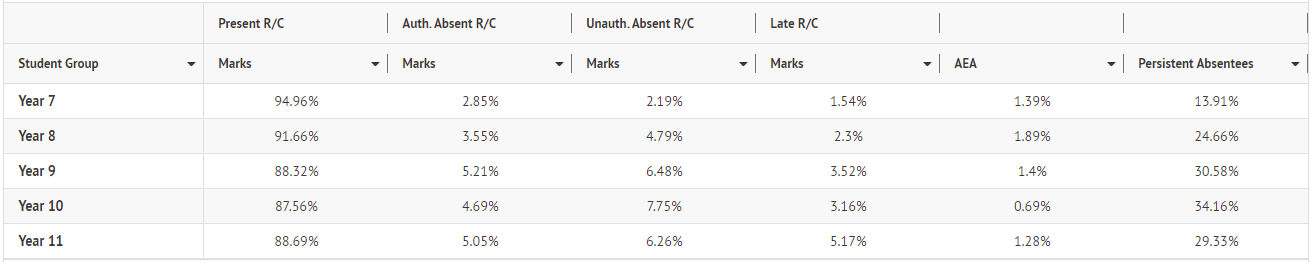 Present R/C Auth. Absent R/C Unauth. Absent R/C Late R/C
Student Group Marks Marks Marks Marks AEA Persistent Absentees
Year 7 94.96% 2.85% 2.19% 1.54% 1.39% 13.91%
Year 8 91.66% 3.55% 4.79% 2.3% 1.89% 24.66%
Year 9 88.32% 5.21% 6.48% 3.52% 1.4% 30.58%
Year 10 87.56% 4.69% 7.75% 3.16% 0.69% 34.16%
Year 11 88.69% 5.05% 6.26% 5.17% 1.28% 29.33%